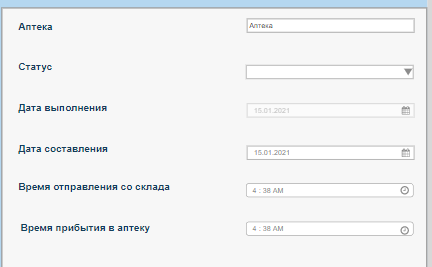 Аптека
Аптека
Статус
Дата выполнения
15.01.2021
Дата составления
15.01.2021
Время отправления со склада
4 : 38 AM
Время прибытия в аптеку
4 : 38 AM